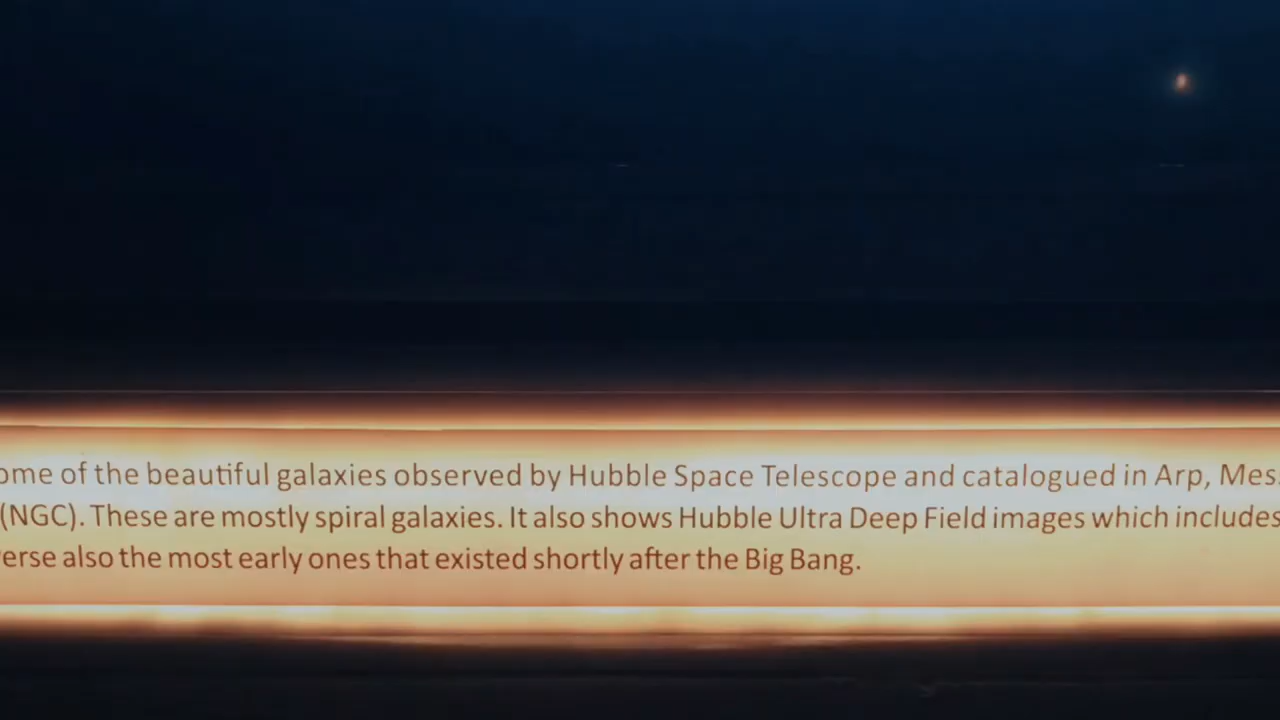 ome of the beautiful galaxies observed by Hubble Space Telescope and catalogued in Arp, Mes
(NGC). These are mostly spiral galaxies. It also shows Hubble Ultra Deep Field images which includes
erse also the most early ones that existed shortly after the Big Bang.